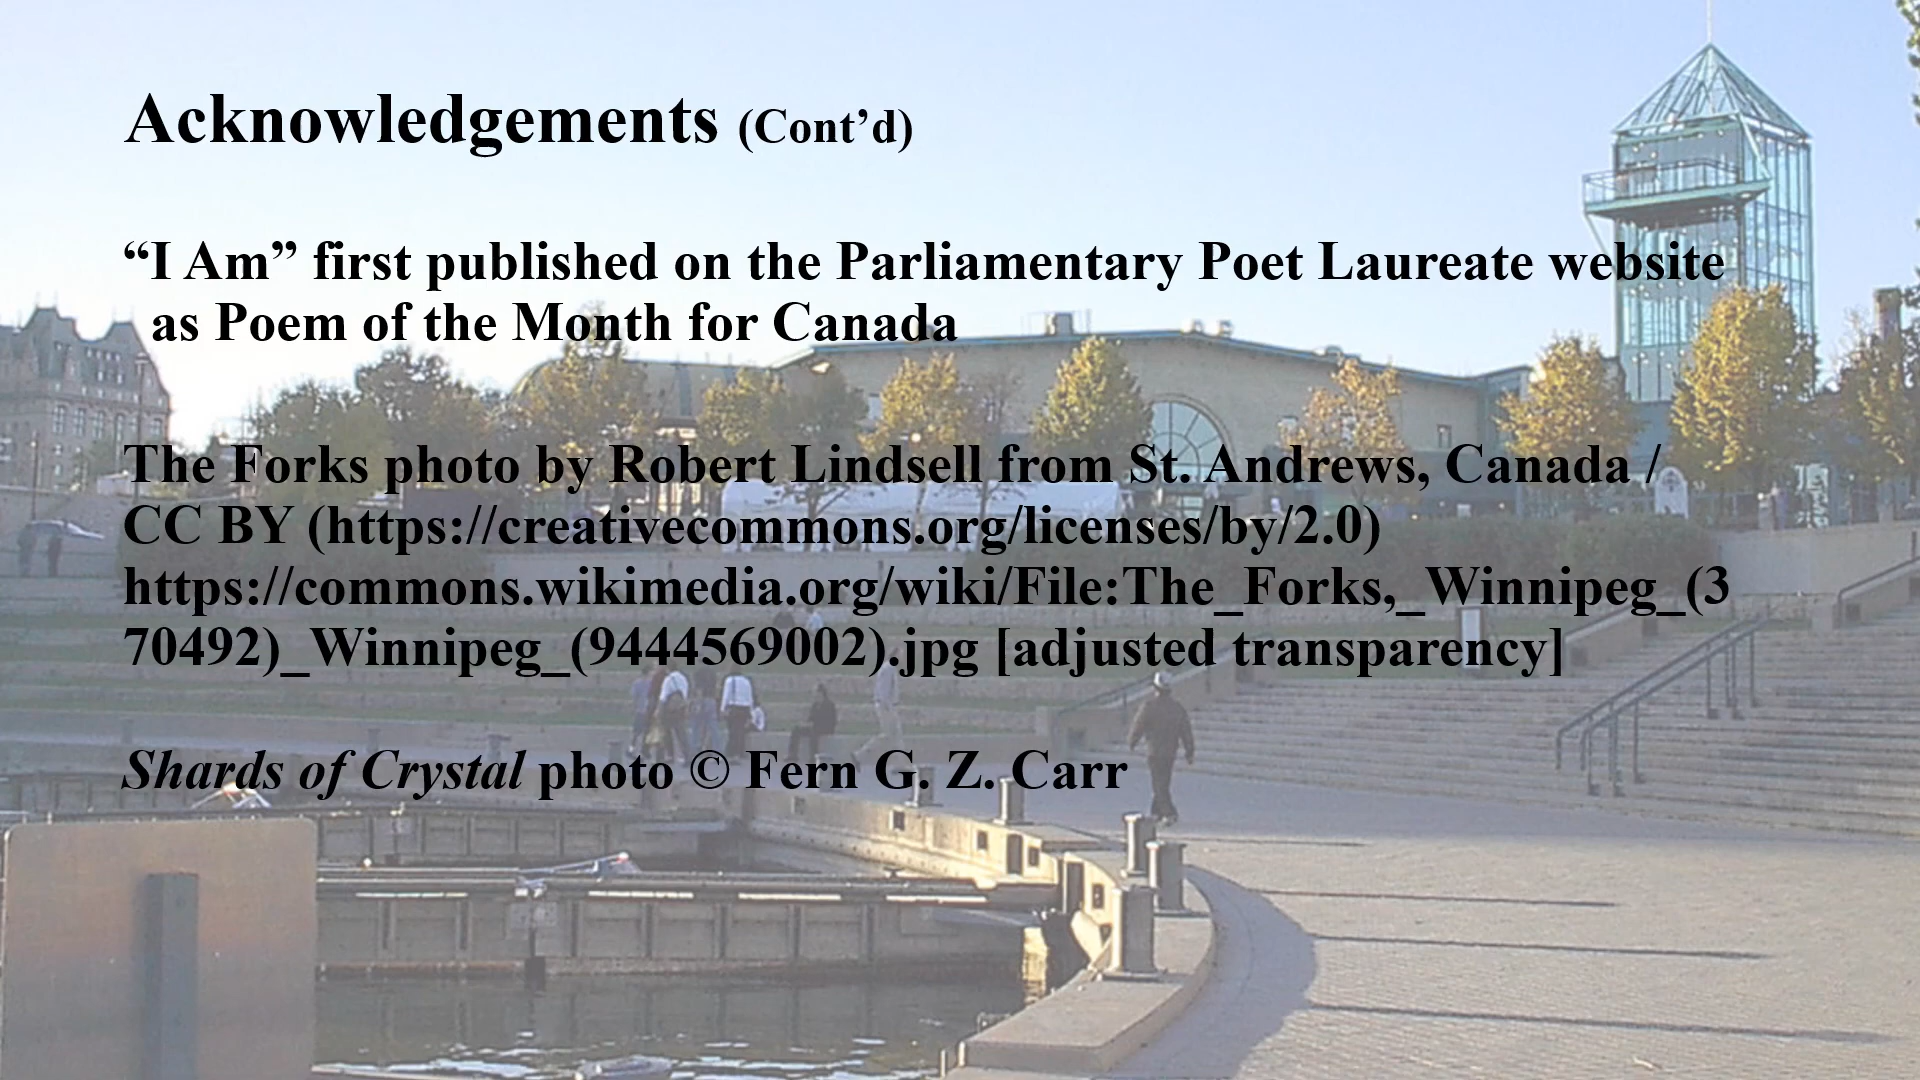 Acknowledgements (Cont’d)
“I Am” first published on the Parliamentary Poet Laureate website
as Poem of the Month for Canada
The Forks photo by Robert Lindsell from St. Andrews, Canada /
CC BY (https://creativecommons.org/licenses/by/2.0)
https://commons.wikimedia.org/wiki/File:The_Forks,_Winnipeg_(3
70492)_Winnipeg_(9444569002).jpg [adjusted transparency]
Shards of Crystal photo © Fern G. Z. Carr